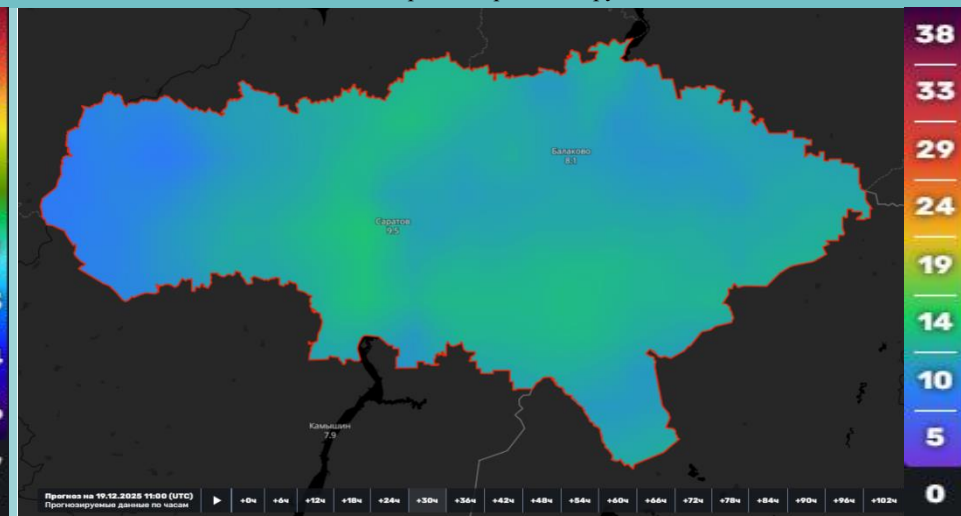 38
33
29
24
19
14
10
5
0
Балаково
8.1
Саратов
9.5
Камышин
7.9
Прогноз на 19.12.2025 11:00 (UTC)
Прогнозируемые данные по часам
+0ч +6ч +12ч +18ч +24ч +30ч +36ч +42ч +48ч +54ч +60ч +66ч +72ч +78ч +84ч +90ч +96ч +102ч